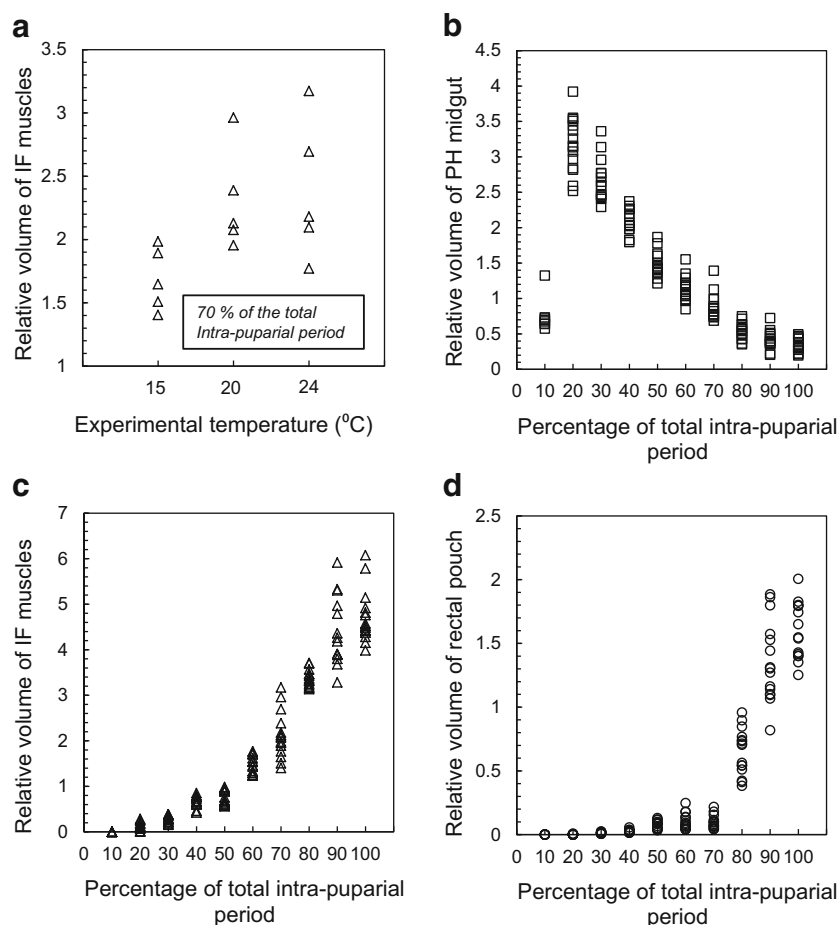 a
Relative volume of IF muscles
3.5
3
2.5
2
1.5
1
70 % of the total
Intra-puparial period
15 20 24
Experimental temperature (⁰C)
b
Relative volume of PH midgut
4.5
4
3.5
3
2.5
2
1.5
1
0.5
0
0 10 20 30 40 50 60 70 80 90 100
Percentage of total intra-puparial
period
c
Relative volume of IF muscles
7
6
5
4
3
2
1
0
0 10 20 30 40 50 60 70 80 90 100
Percentage of total intra-puparial
period
d
Relative volume of rectal pouch
2.5
2
1.5
1
0.5
0
0 10 20 30 40 50 60 70 80 90 100
Percentage of total intra-puparial
period